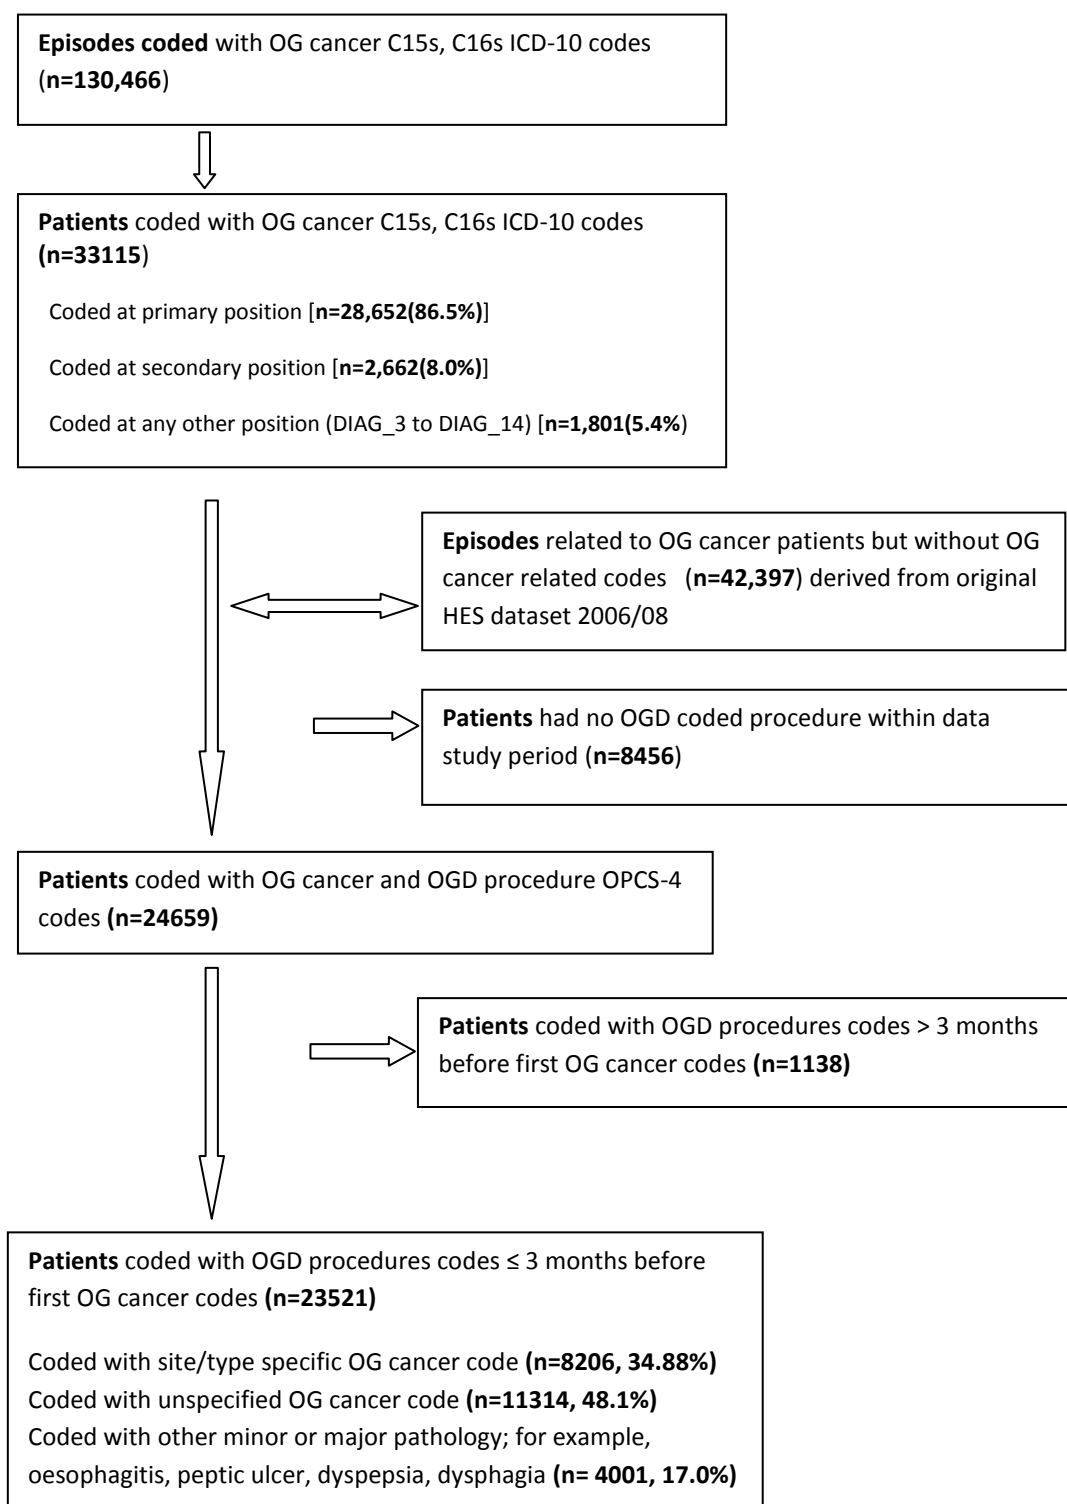 Episodes coded with OG cancer C15s, C16s ICD-10 codes
(n=130,466)
Patients coded with OG cancer C15s, C16s ICD-10 codes
(n=33115)
Coded at primary position [n=28,652(86.5%)]
Coded at secondary position [n=2,662(8.0%)]
Coded at any other position (DIAG_3 to DIAG_14) [n=1,801(5.4%)
Episodes related to OG cancer patients but without OG
cancer related codes (n=42,397) derived from original
HES dataset 2006/08
Patients had no OGD coded procedure within data
study period (n=8456)
Patients coded with OG cancer and OGD procedure OPCS-4
codes (n=24659)
Patients coded with OGD procedures codes > 3 months
before first OG cancer codes (n=1138)
Patients coded with OGD procedures codes ≤ 3 months before
first OG cancer codes (n=23521)
Coded with site/type specific OG cancer code (n=8206, 34.88%)
Coded with unspecified OG cancer code (n=11314, 48.1%)
Coded with other minor or major pathology; for example,
oesophagitis, peptic ulcer, dyspepsia, dysphagia (n= 4001, 17.0%)